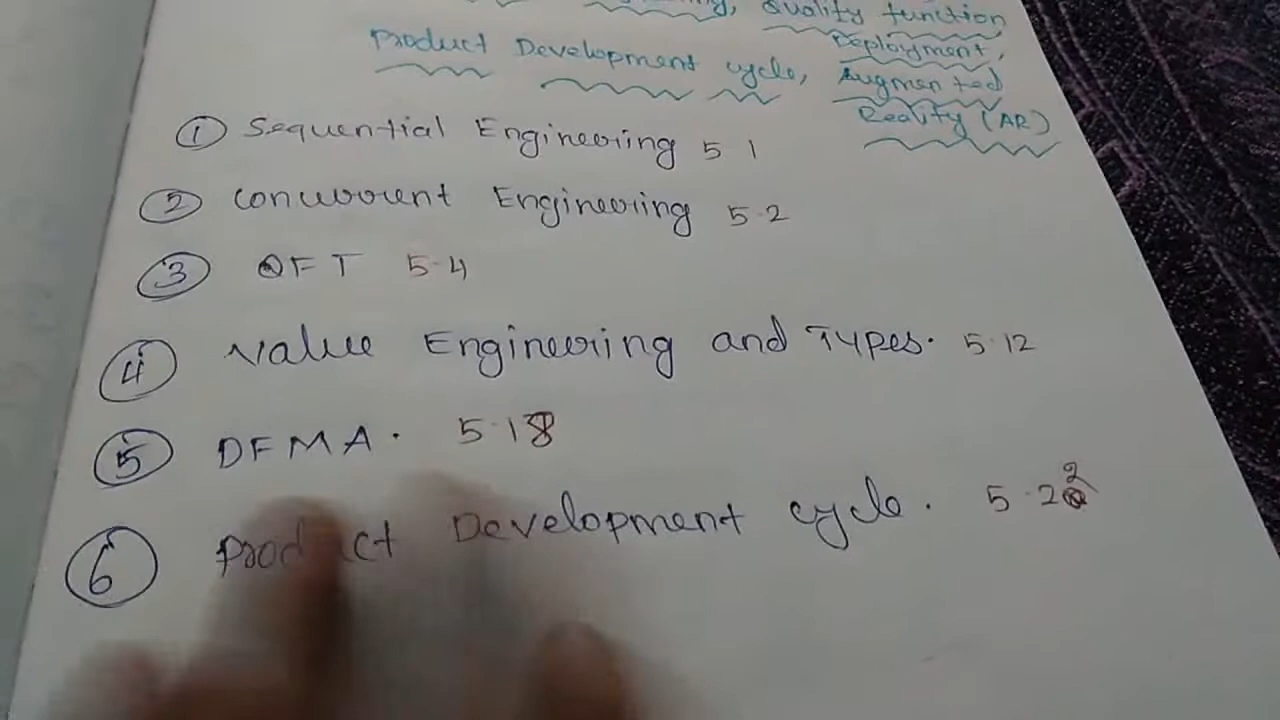 Quality function
Product Development cycle, Deployment,
Augmented
Reality (AR)
① Sequential Engineering 5.1
② Concurrent Engineering 5.2
③ QFT 5.4
④ Value Engineering and Types. 5.12
⑤ DFMA. 5.18
⑥ Product Development cycle. 5.22